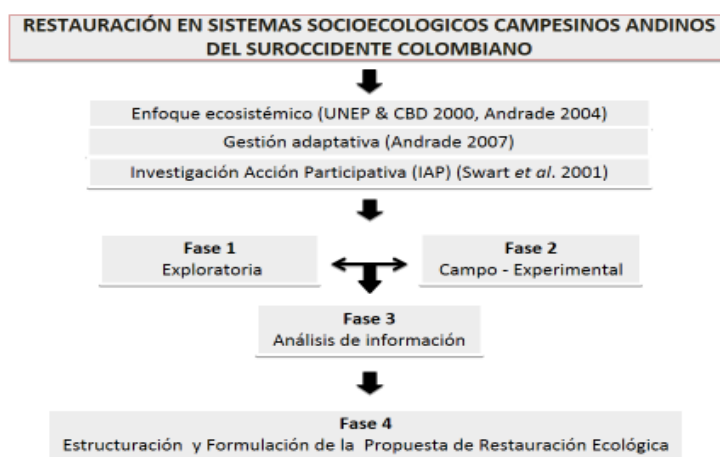 RESTAURACIÓN EN SISTEMAS SOCIOECOLOGICOS CAMPESINOS ANDINOS
DEL SUROCCIDENTE COLOMBIANO
Enfoque ecosistémico (UNEP & CBD 2000, Andrade 2004)
Gestión adaptativa (Andrade 2007)
Investigación Acción Participativa (IAP) (Swart et al. 2001)
Fase 1
Exploratoria
Fase 2
Campo - Experimental
Fase 3
Análisis de información
Fase 4
Estructuración y Formulación de la Propuesta de Restauración Ecológica